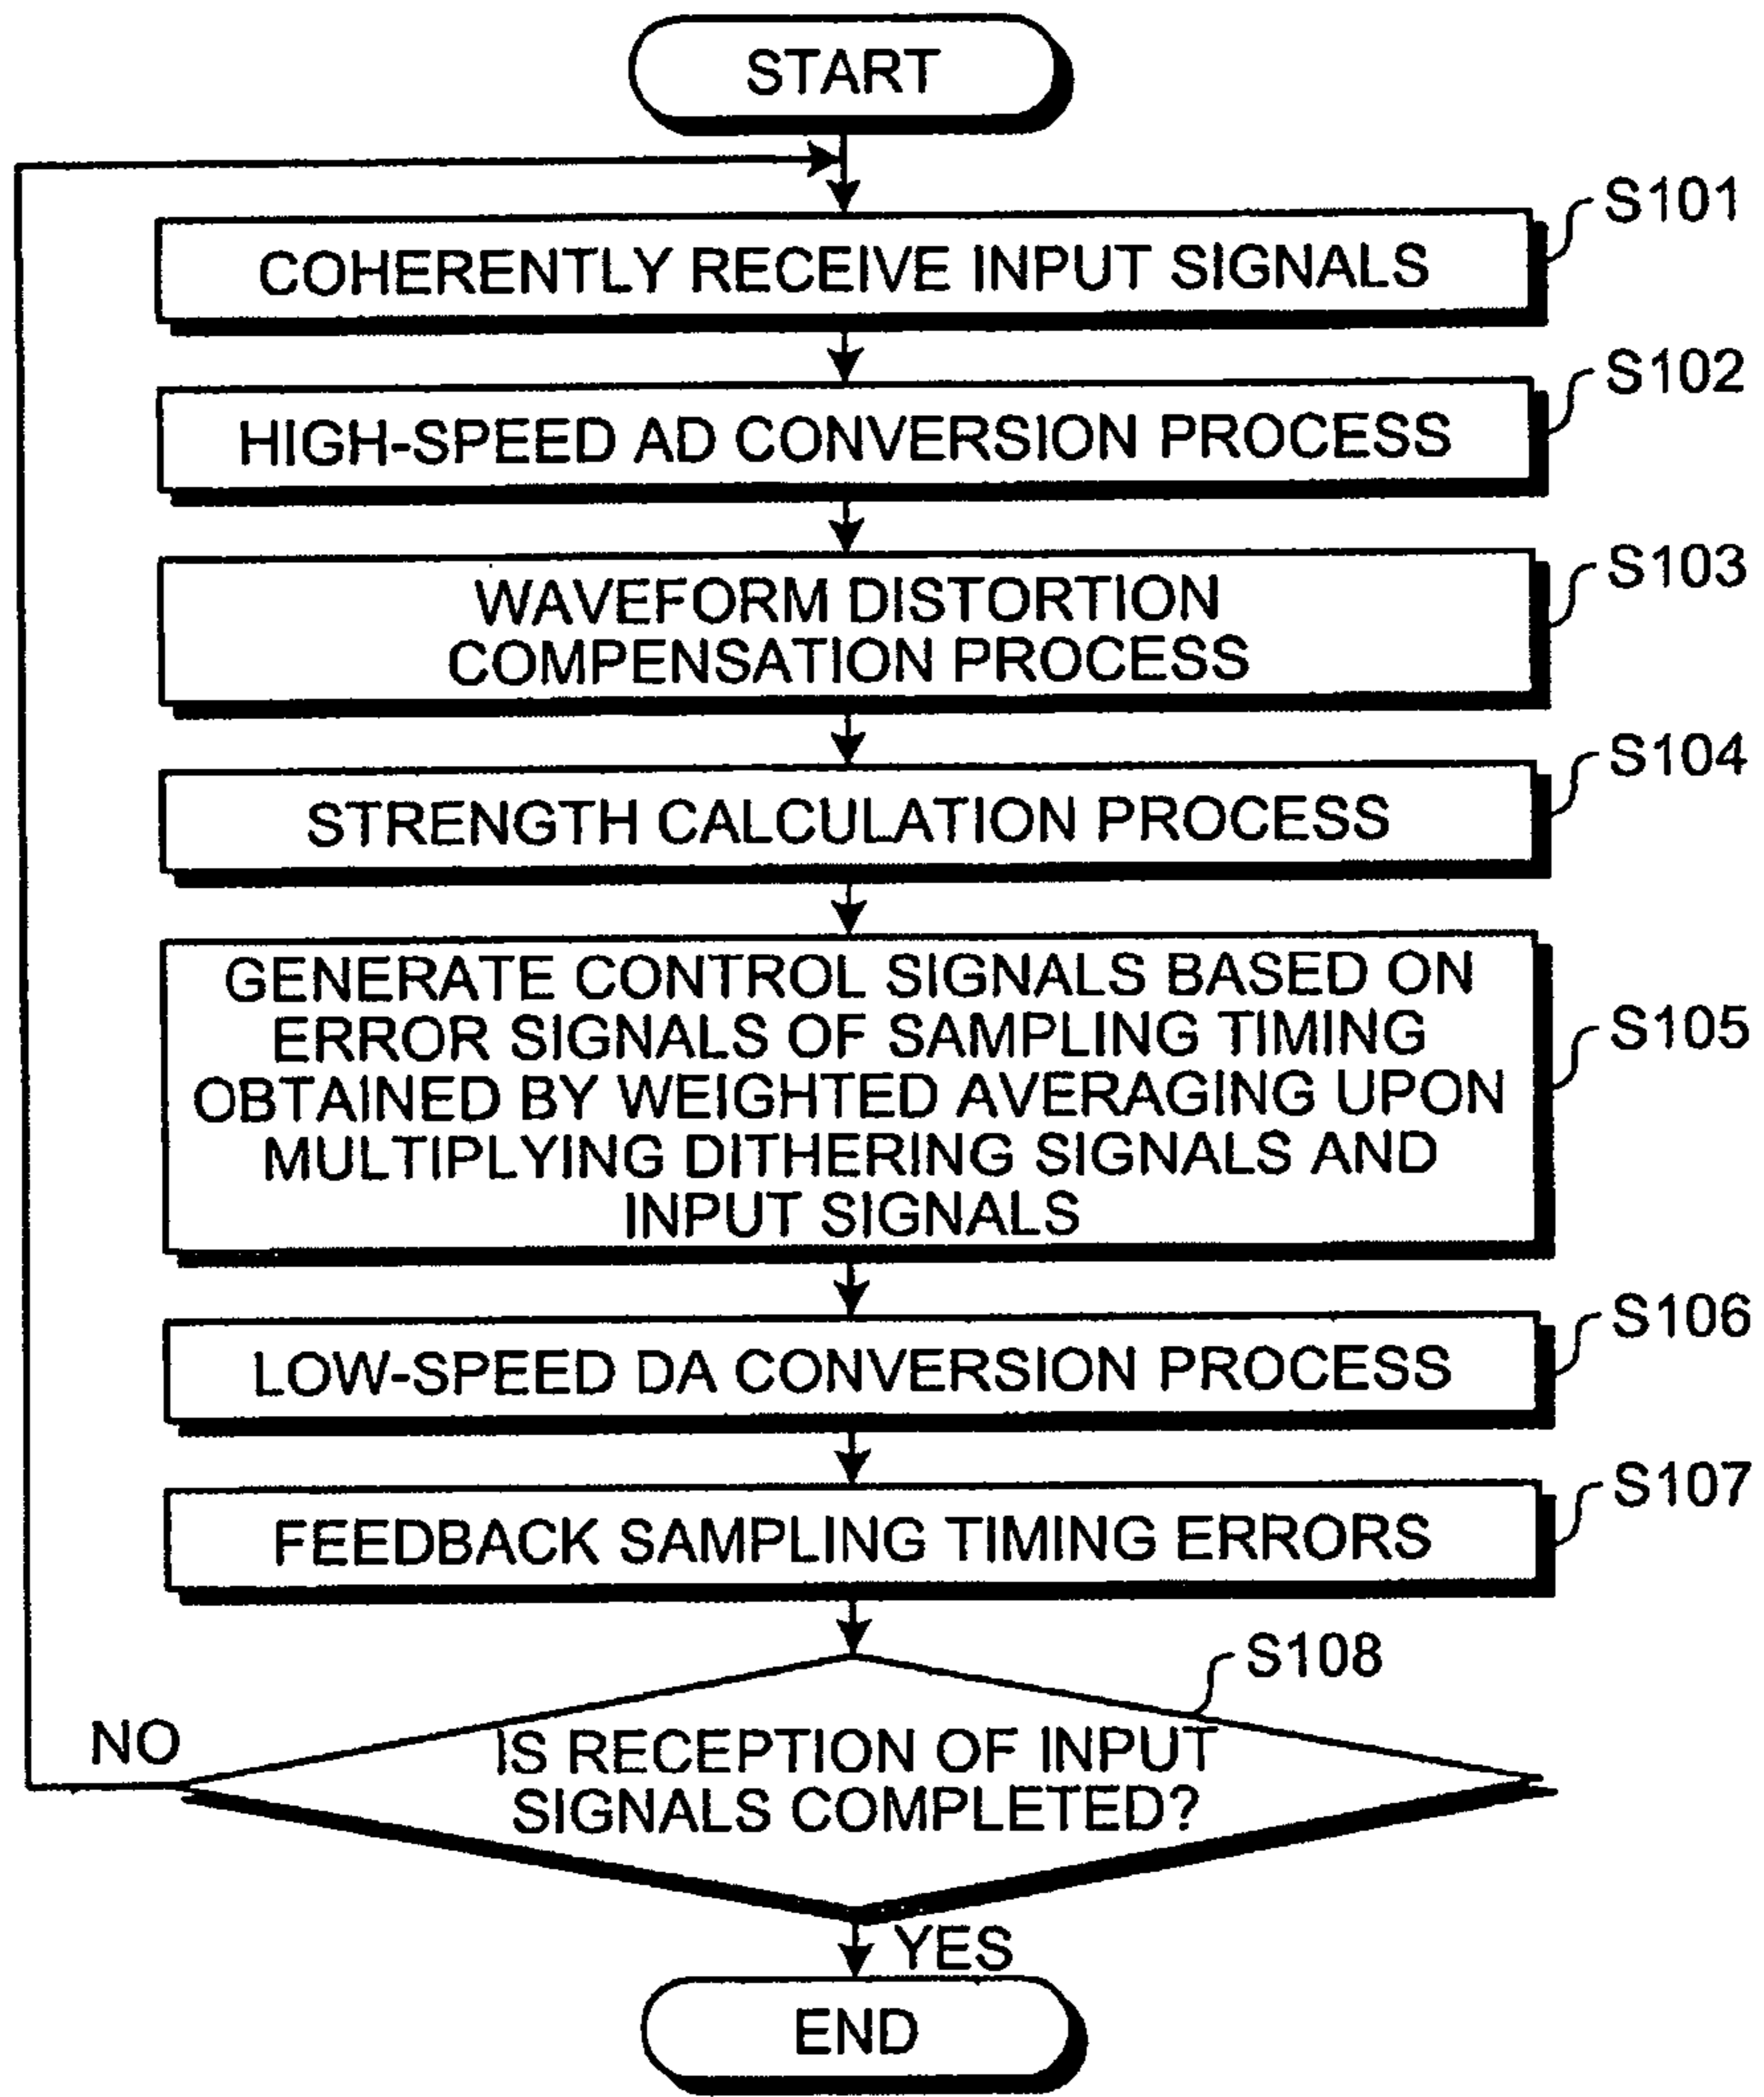 START
S101
COHERENTLY RECEIVE INPUT SIGNALS
S102
HIGH-SPEED AD CONVERSION PROCESS
S103
WAVEFORM DISTORTION
COMPENSATION PROCESS
S104
STRENGTH CALCULATION PROCESS
S105
GENERATE CONTROL SIGNALS BASED ON
ERROR SIGNALS OF SAMPLING TIMING
OBTAINED BY WEIGHTED AVERAGING UPON
MULTIPLYING DITHERING SIGNALS AND
INPUT SIGNALS
S106
LOW-SPEED DA CONVERSION PROCESS
S107
FEEDBACK SAMPLING TIMING ERRORS
S108
NO
IS RECEPTION OF INPUT
SIGNALS COMPLETED?
YES
END